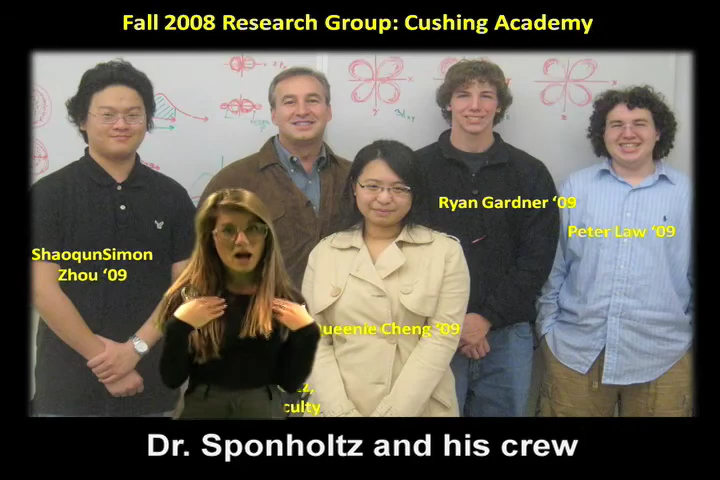 Fall 2008 Research Group: Cushing Academy
Ryan Gardner ‘09
Peter Law ‘09
ShaoqunSimon
Zhou ‘09
ueenie Cheng ‘09
culty
Dr. Sponholtz and his crew